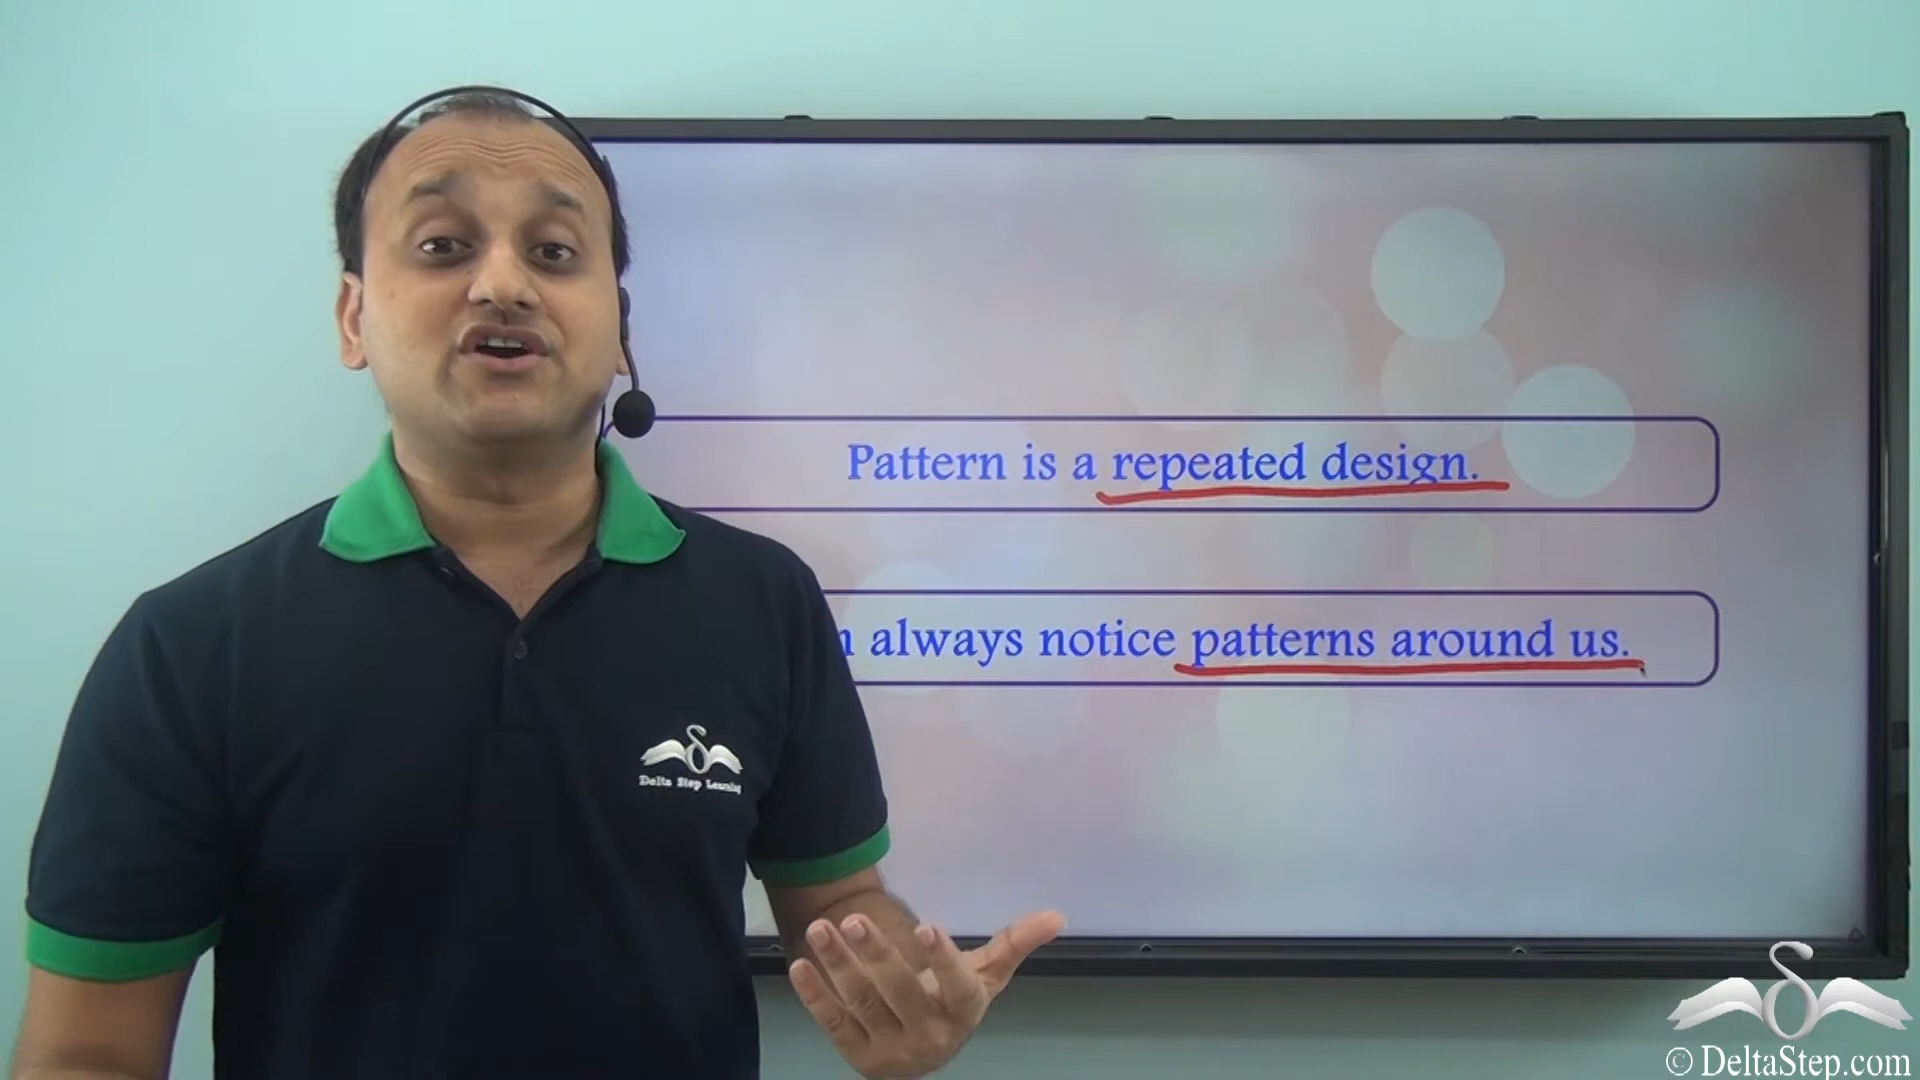 Pattern is a repeated design.
always notice patterns around us.
Delta Step Learning
© DeltaStep.com